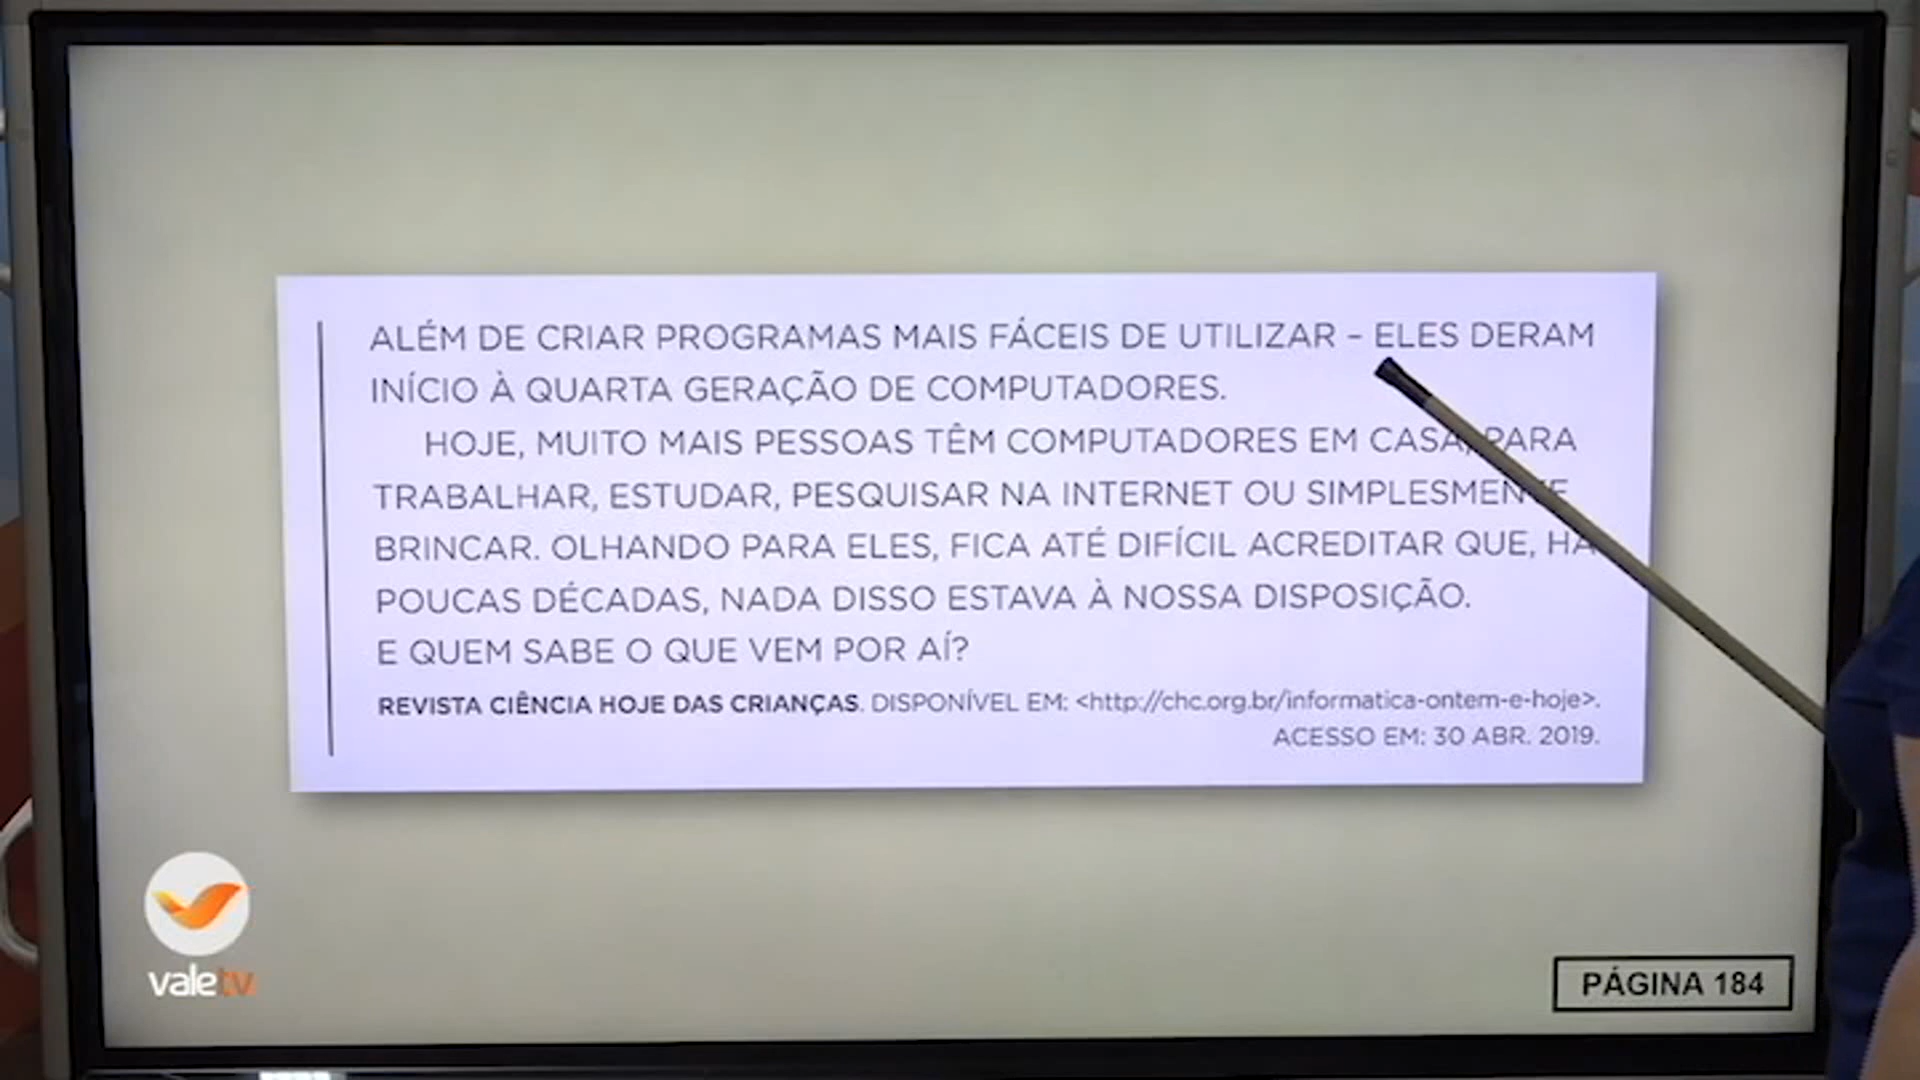 ALÉM DE CRIAR PROGRAMAS MAIS FÁCEIS DE UTILIZAR – ELES DERAM
INÍCIO À QUARTA GERAÇÃO DE COMPUTADORES.
HOJE, MUITO MAIS PESSOAS TÊM COMPUTADORES EM CASA, PARA
TRABALHAR, ESTUDAR, PESQUISAR NA INTERNET OU SIMPLESMENTE
BRINCAR. OLHANDO PARA ELES, FICA ATÉ DIFÍCIL ACREDITAR QUE, HÁ
POUCAS DÉCADAS, NADA DISSO ESTAVA À NOSSA DISPOSIÇÃO.
E QUEM SABE O QUE VEM POR AÍ?
REVISTA CIÊNCIA HOJE DAS CRIANÇAS. DISPONÍVEL EM: <http://chc.org.br/informatica-ontem-e-hoje>.
ACESSO EM: 30 ABR. 2019.
valetv
PÁGINA 184